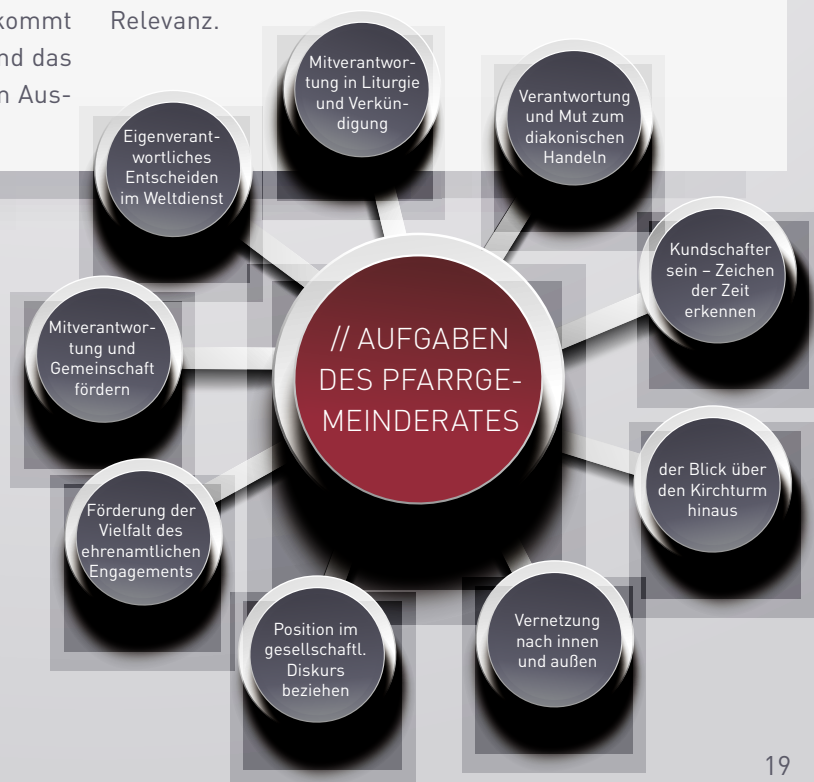 kommt
nd das
n Aus-
Relevanz.
Mitverantwor-
tung in Liturgie
und Verkün-
digung
Verantwortung
und Mut zum
diakonischen
Handeln
Eigenverant-
wortliches
Entscheiden
im Weltdienst
Kundschafter
sein – Zeichen
der Zeit
erkennen
// AUFGABEN
DES PFARRGE-
MEINDERATES
Mitverantwor-
tung und
Gemeinschaft
fördern
der Blick über
den Kirchturm
hinaus
Förderung der
Vielfalt des
ehrenamtlichen
Engagements
Position im
gesellschaftl.
Diskurs
beziehen
Vernetzung
nach innen
und außen
19